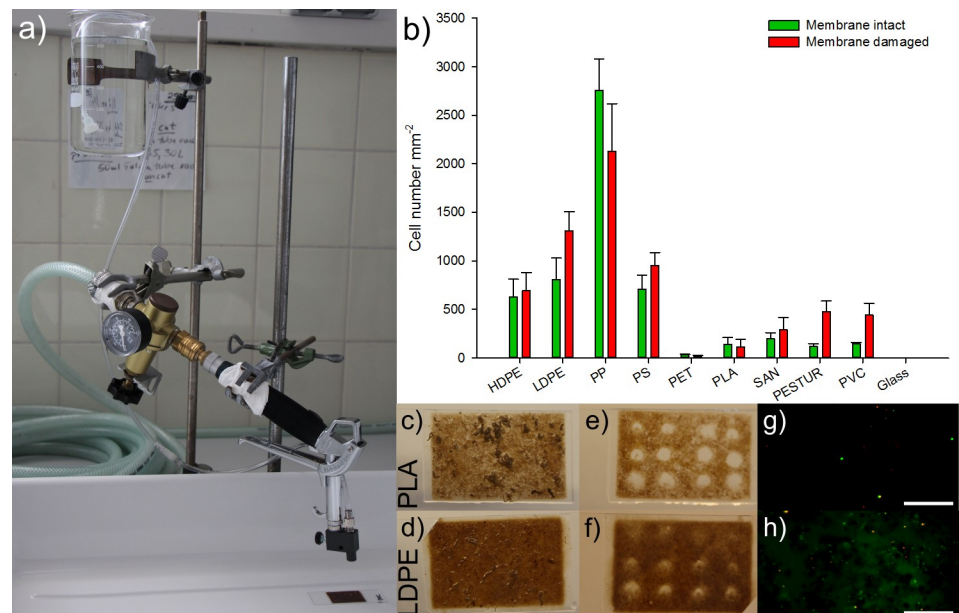 a)
b)
3500
3000
2500
2000
1500
1000
500
0
Cell number mm-2
Membrane intact
Membrane damaged
HDPE
LDPE
PP
PS
PET
PLA
SAN
PESTUR
PVC
Glass
PLA
c)
e)
g)
LDPE
d)
f)
h)